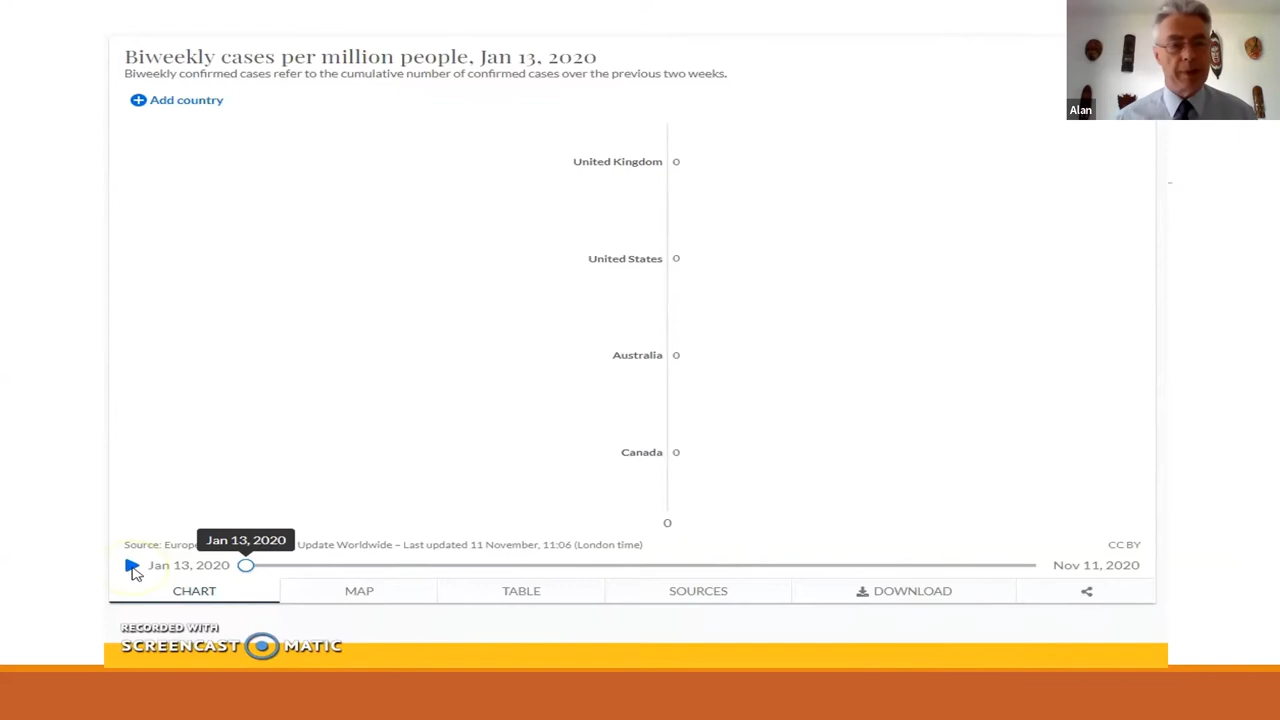 Biweekly cases per million people, Jan 13, 2020
Biweekly confirmed cases refer to the cumulative number of confirmed cases over the previous two weeks.
Add country
Alan
United Kingdom 0
United States 0
Australia 0
Canada 0
0
Jan 13, 2020
Source: Europe Update Worldwide – Last updated 11 November, 11:06 (London time)
CC BY
Jan 13, 2020
Nov 11, 2020
CHART
MAP
TABLE
SOURCES
DOWNLOAD
RECORDED WITH
SCREENCAST MATIC